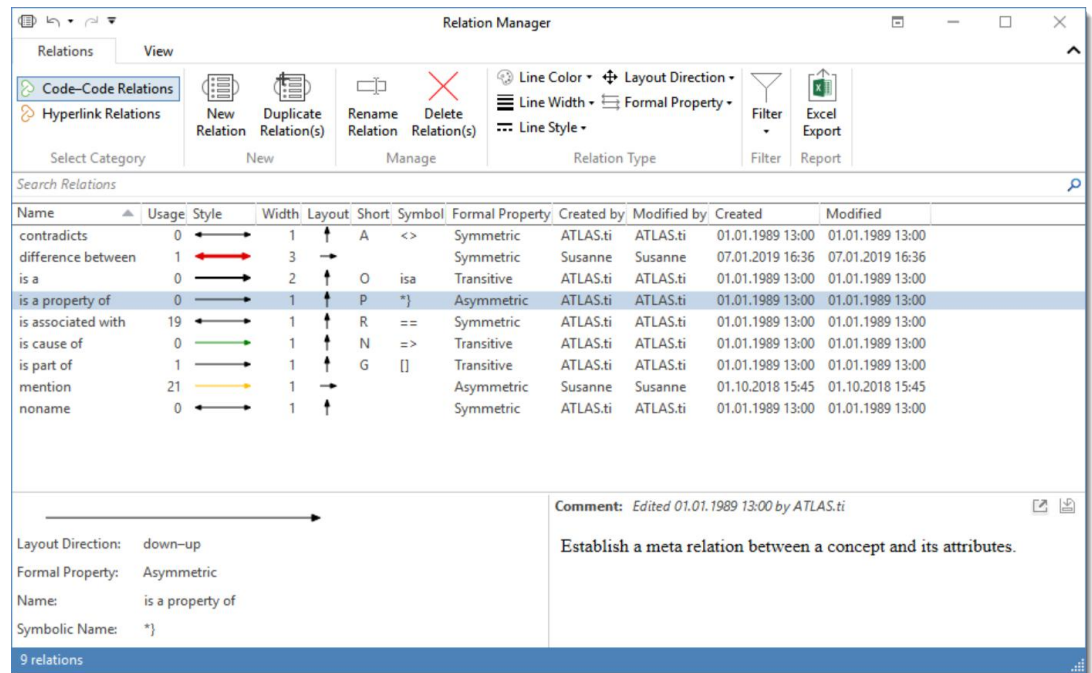 Relation Manager
Relations View
Code–Code Relations
Hyperlink Relations
Select Category
New Relation
Duplicate Relation(s)
New
Rename Relation
Delete Relation(s)
Manage
Line Color Layout Direction
Line Width Formal Property
Line Style
Relation Type
Filter
Filter
Excel Export
Report
Search Relations
Name Usage Style Width Layout Short Symbol Formal Property Created by Modified by Created Modified
contradicts 0 1 A <> Symmetric ATLAS.ti ATLAS.ti 01.01.1989 13:00 01.01.1989 13:00
difference between 1 3 Symmetric Susanne Susanne 07.01.2019 16:36 07.01.2019 16:36
is a 0 2 O isa Transitive ATLAS.ti ATLAS.ti 01.01.1989 13:00 01.01.1989 13:00
is a property of 0 1 P *} Asymmetric ATLAS.ti ATLAS.ti 01.01.1989 13:00 01.01.1989 13:00
is associated with 19 1 R == Symmetric ATLAS.ti ATLAS.ti 01.01.1989 13:00 01.01.1989 13:00
is cause of 0 1 N => Transitive ATLAS.ti ATLAS.ti 01.01.1989 13:00 01.01.1989 13:00
is part of 1 1 G [] Transitive ATLAS.ti ATLAS.ti 01.01.1989 13:00 01.01.1989 13:00
mention 21 1 Asymmetric Susanne Susanne 01.10.2018 15:45 01.10.2018 15:45
noname 0 1 Symmetric ATLAS.ti ATLAS.ti 01.01.1989 13:00 01.01.1989 13:00
Layout Direction: down–up
Formal Property: Asymmetric
Name: is a property of
Symbolic Name: *}
Comment: Edited 01.01.1989 13:00 by ATLAS.ti
Establish a meta relation between a concept and its attributes.
9 relations